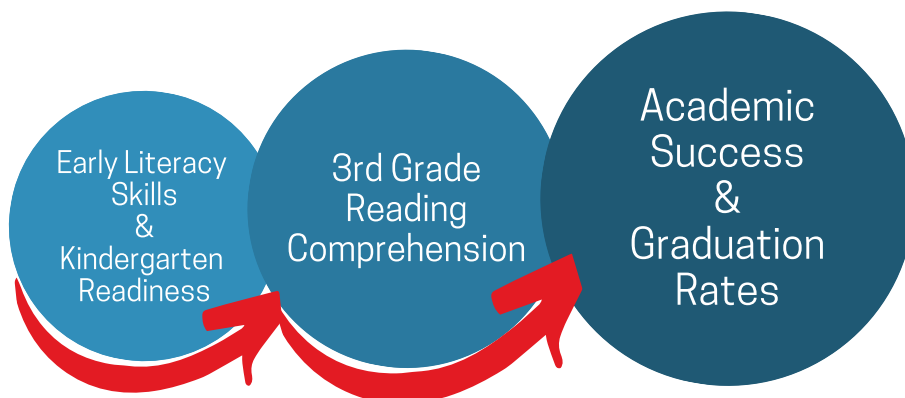 Early Literacy
Skills
&
Kindergarten
Readiness
3rd Grade
Reading
Comprehension
Academic
Success
&
Graduation
Rates